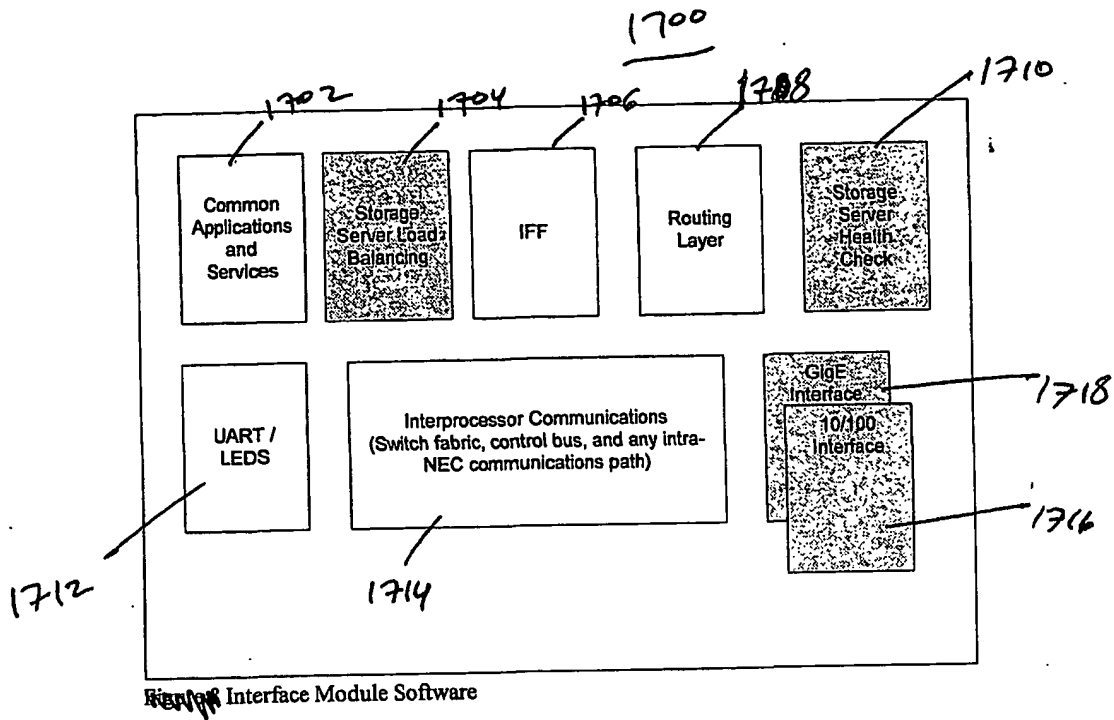 1700
1702
1704
1706
1710
Common
Applications
and
Services
Storage
Server Load
Balancing
IFF
Routing
Layer
Storage
Server
Health
Check
UART /
LEDS
Interprocessor Communications
(Switch fabric, control bus, and any intra-
NEC communications path)
GigE
Interface
10/100
Interface
1718
1716
1712
1714
Interface Module Software